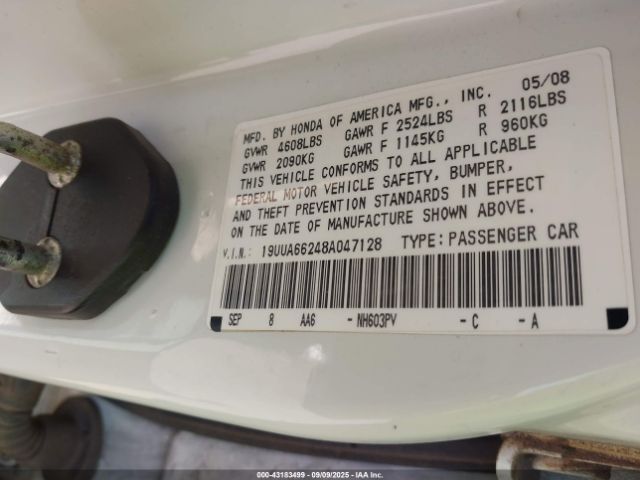 MFD. BY HONDA OF AMERICA MFG., INC. 05/08
GVWR 4608LBS GAWR F 2524LBS R 2116LBS
GVWR 2090KG GAWR F 1145KG R 960KG
THIS VEHICLE CONFORMS TO ALL APPLICABLE
FEDERAL MOTOR VEHICLE SAFETY, BUMPER,
AND THEFT PREVENTION STANDARDS IN EFFECT
ON THE DATE OF MANUFACTURE SHOWN ABOVE.
V.I.N.: 19UUA66248A047128 TYPE: PASSENGER CAR
SEP 8 AA6 - NH603PV - C - A
000-43183499 - 09/09/2025 - IAA Inc.